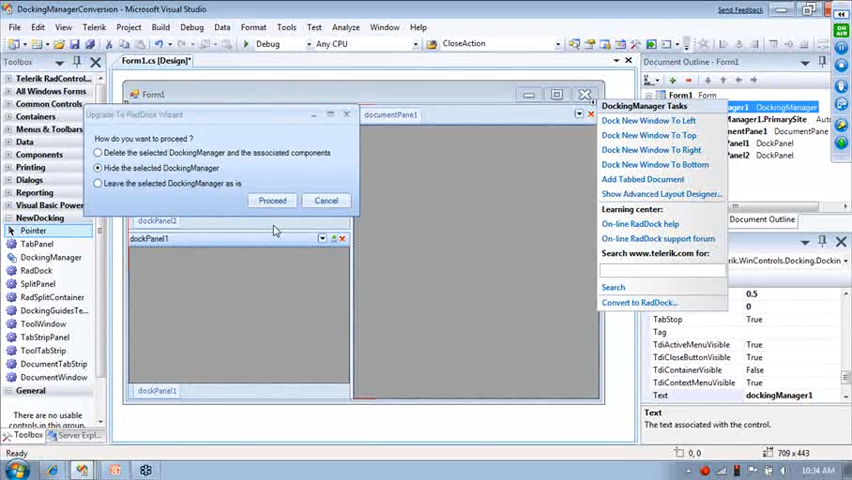 DockingManagerConversion - Microsoft Visual Studio
Send Feedback
File Edit View Project Build Debug Telerik Data Format Tools Test Analyze Window Help
Debug Any CPU CloseAction
ON AIR
Toolbox
Telerik RadControl
All Windows Forms
Common Controls
Containers
Menus & Toolbars
Data
Components
Printing
Dialogs
Reporting
Visual Basic Power
NewDocking
Pointer
TabPanel
DockingManager
RadDock
SplitPanel
RadSplitContainer
DockingGuidesTe...
ToolWindow
TabStripPanel
ToolTabStrip
DocumentTabStrip
DocumentWindow
General
There are no usable
controls in this group.
Toolbox Server Expl...
Form1.cs [Design]*
Form1
Upgrade To RadDock Wizard
How do you want to proceed ?
Delete the selected DockingManager and the associated components
Hide the selected DockingManager
Leave the selected DockingManager as is
Proceed Cancel
dockPanel2
dockPanel1
dockPanel1
documentPane1
DockingManager Tasks
Dock New Window To Left
Dock New Window To Top
Dock New Window To Right
Dock New Window To Bottom
Add Tabbed Document
Show Advanced Layout Designer...
Learning center:
On-line RadDock help
On-line RadDock support forum
Search www.telerik.com for:
Search
Convert to RadDock...
Document Outline - Form1
Form1
ager1 DockingManager
Manager1.PrimarySite
DockPanel
DockPanel
Document Outline
k.WinControls.Docking.Dockin
0.5
TabStop True
Tag
TdiActiveMenuVisible True
TdiCloseButtonVisible True
TdiContainerVisible False
TdiContextMenuVisible True
Text dockingManager1
Text
The text associated with the control.
Ready
0, 0 709 x 443
10:34 AM